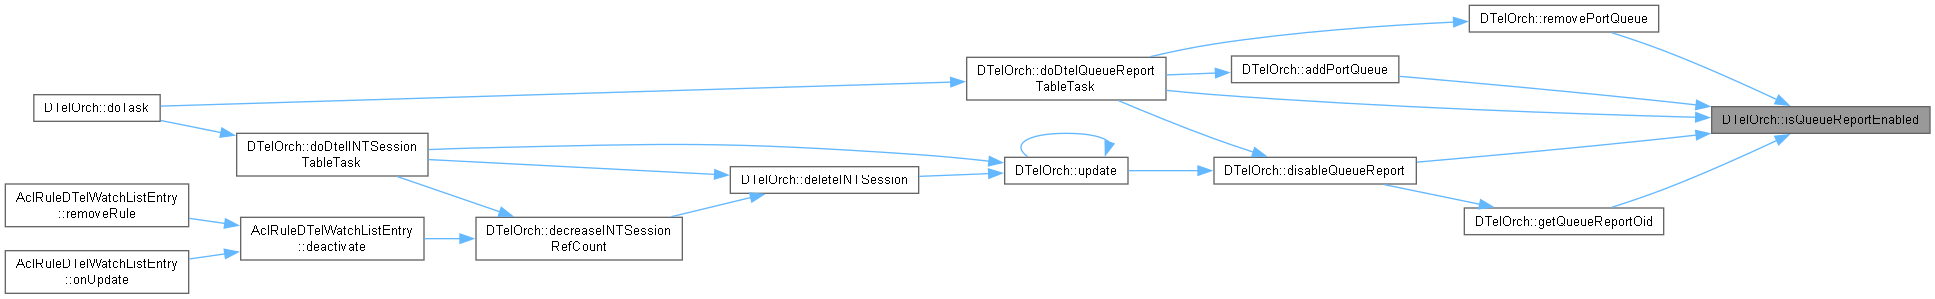 DTelOrch::removePortQueue
DTelOrch::doDtelQueueReport
TableTask
DTelOrch::addPortQueue
DTelOrch::doTask
DTelOrch::isQueueReportEnabled
DTelOrch::doDtelINTSession
TableTask
DTelOrch::update
DTelOrch::disableQueueReport
DTelOrch::deleteINTSession
AclRuleDTelWatchListEntry
::removeRule
DTelOrch::getQueueReportOid
AclRuleDTelWatchListEntry
::deactivate
DTelOrch::decreaseINTSession
RefCount
AclRuleDTelWatchListEntry
::onUpdate